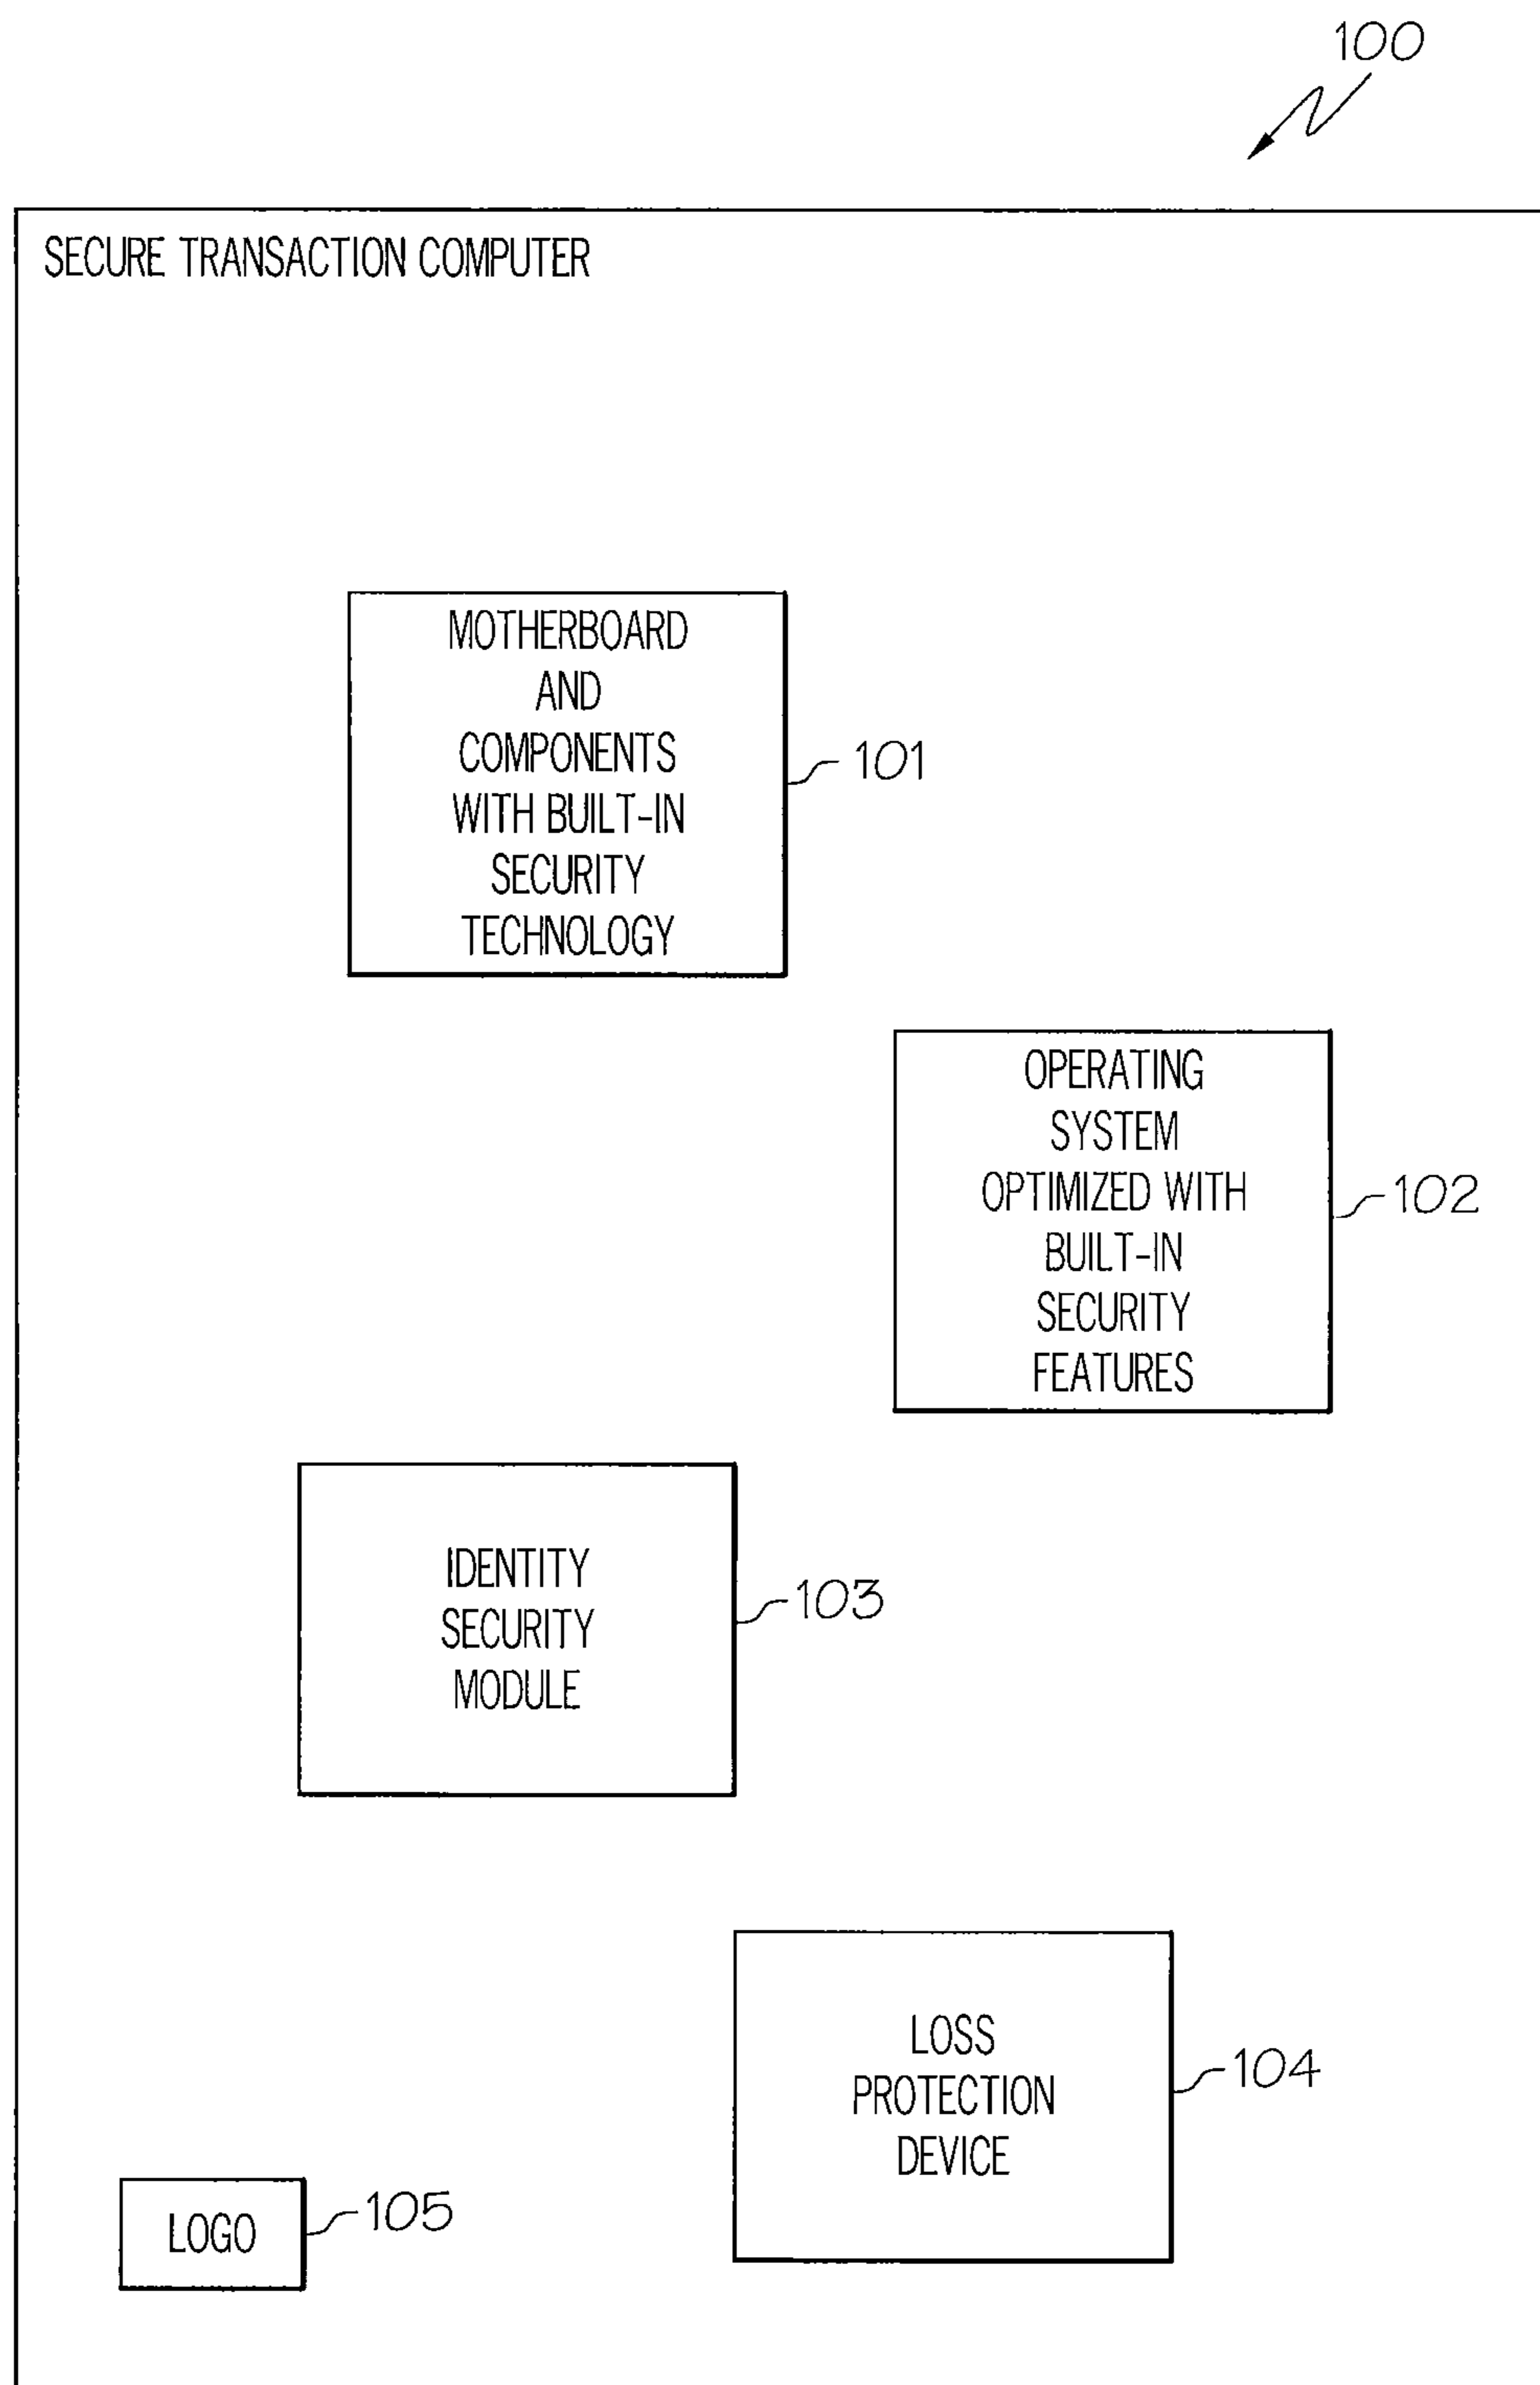 100
SECURE TRANSACTION COMPUTER
MOTHERBOARD
AND
COMPONENTS
WITH BUILT-IN
SECURITY
TECHNOLOGY
101
OPERATING
SYSTEM
OPTIMIZED WITH
BUILT-IN
SECURITY
FEATURES
102
IDENTITY
SECURITY
MODULE
103
LOSS
PROTECTION
DEVICE
104
LOGO
105